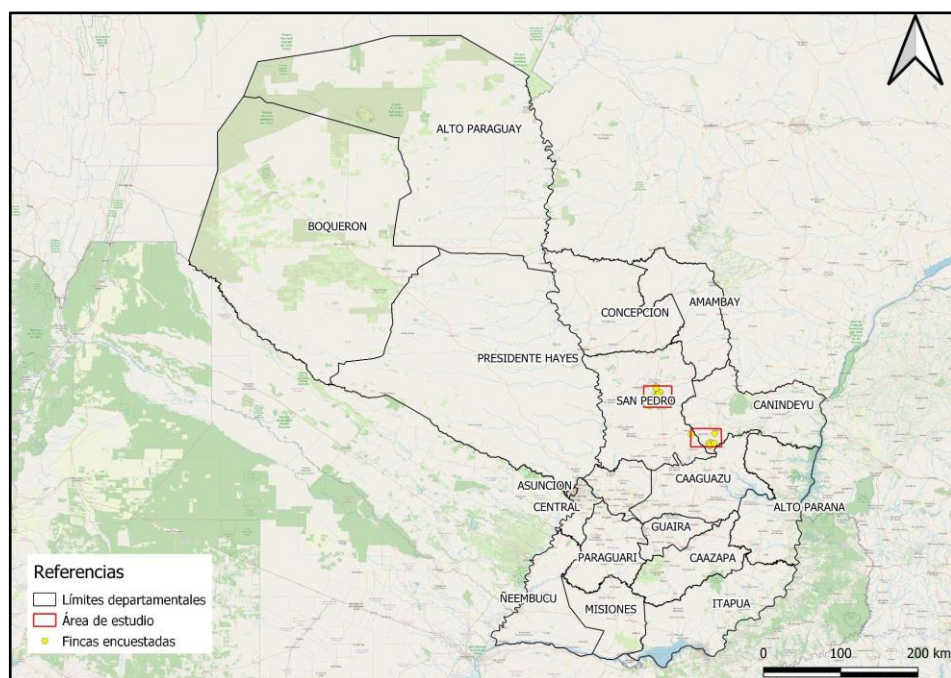 ALTO PARAGUAY
BOQUERON
AMAMBAY
CONCEPCION
PRESIDENTE HAYES
SAN PEDRO
CANINDEYU
CAAGUAZU
ASUNCION
CENTRAL
ALTO PARANA
GUAIRA
PARAGUARI
CAAZAPA
ÑEEMBUCU
MISIONES
ITAPUA
Referencias
Límites departamentales
Área de estudio
Fincas encuestadas
0 100 200 km